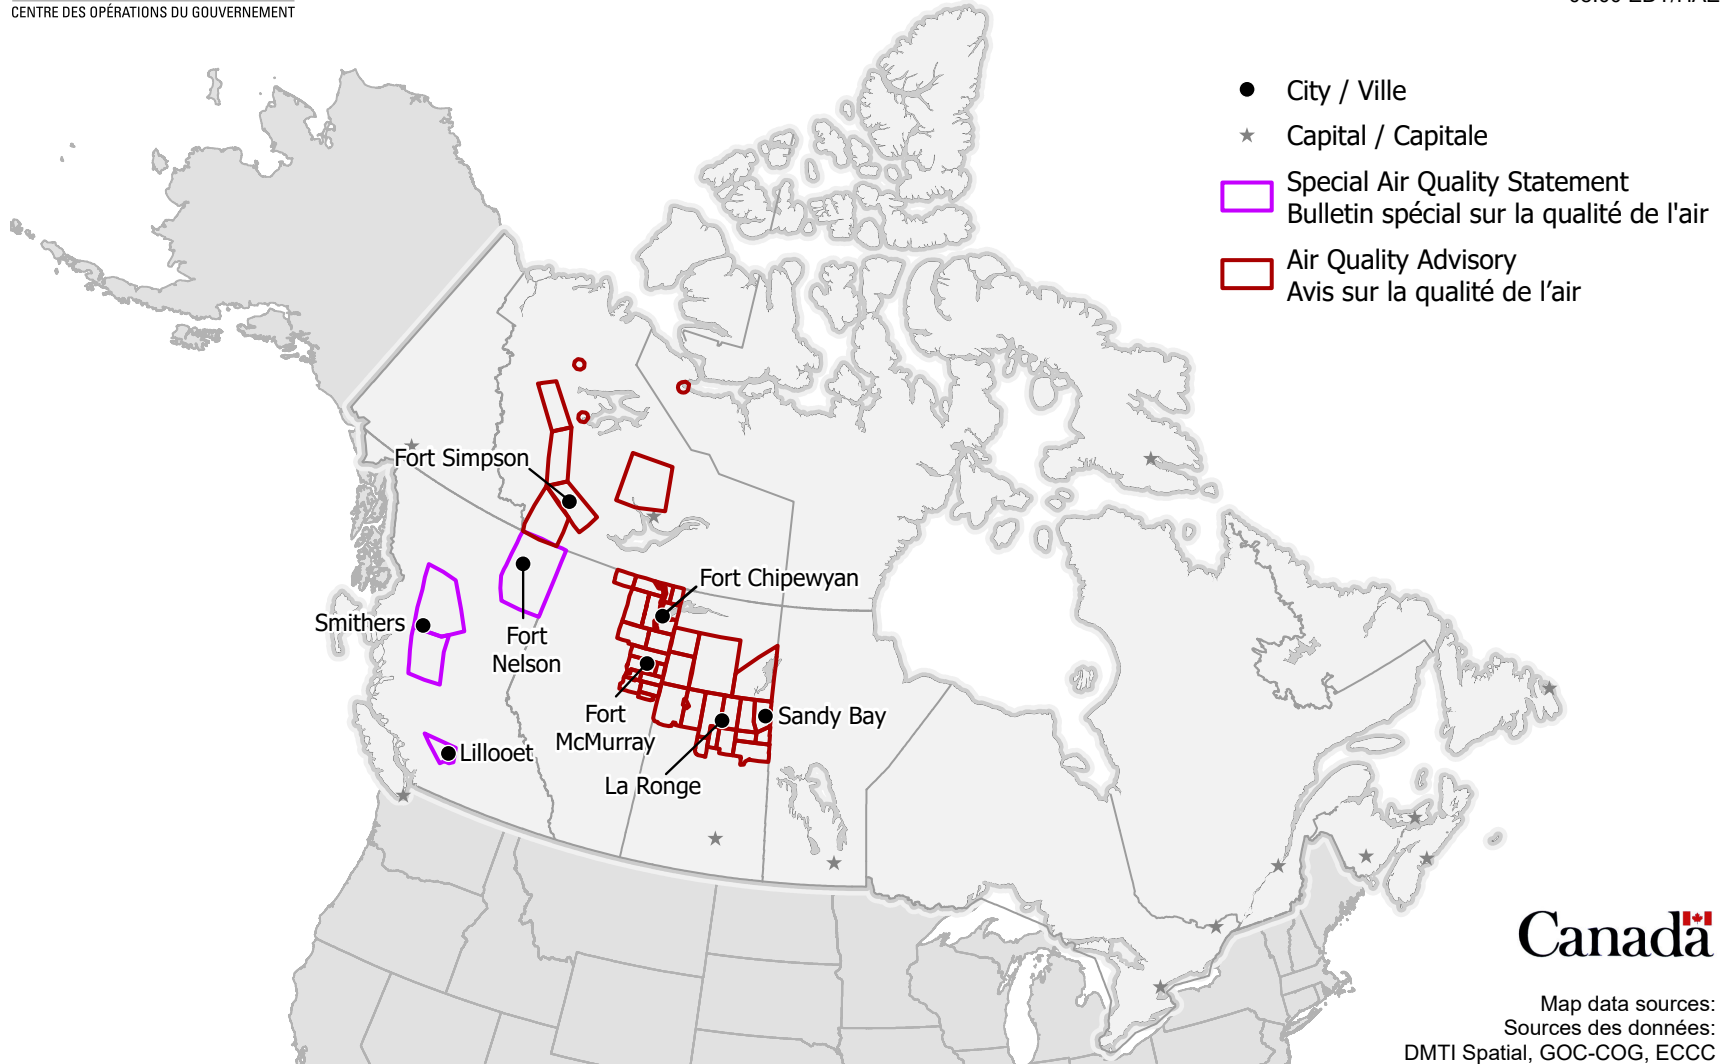 CENTRE DES OPÉRATIONS DU GOUVERNEMENT
City / Ville
Capital / Capitale
Special Air Quality Statement
Bulletin spécial sur la qualité de l'air
Air Quality Advisory
Avis sur la qualité de l’air
Fort Simpson
Fort Chipewyan
Smithers
Fort
Nelson
Fort
McMurray
Sandy Bay
Lillooet
La Ronge
Canada
Map data sources:
Sources des données:
DMTI Spatial, GOC-COG, ECCC